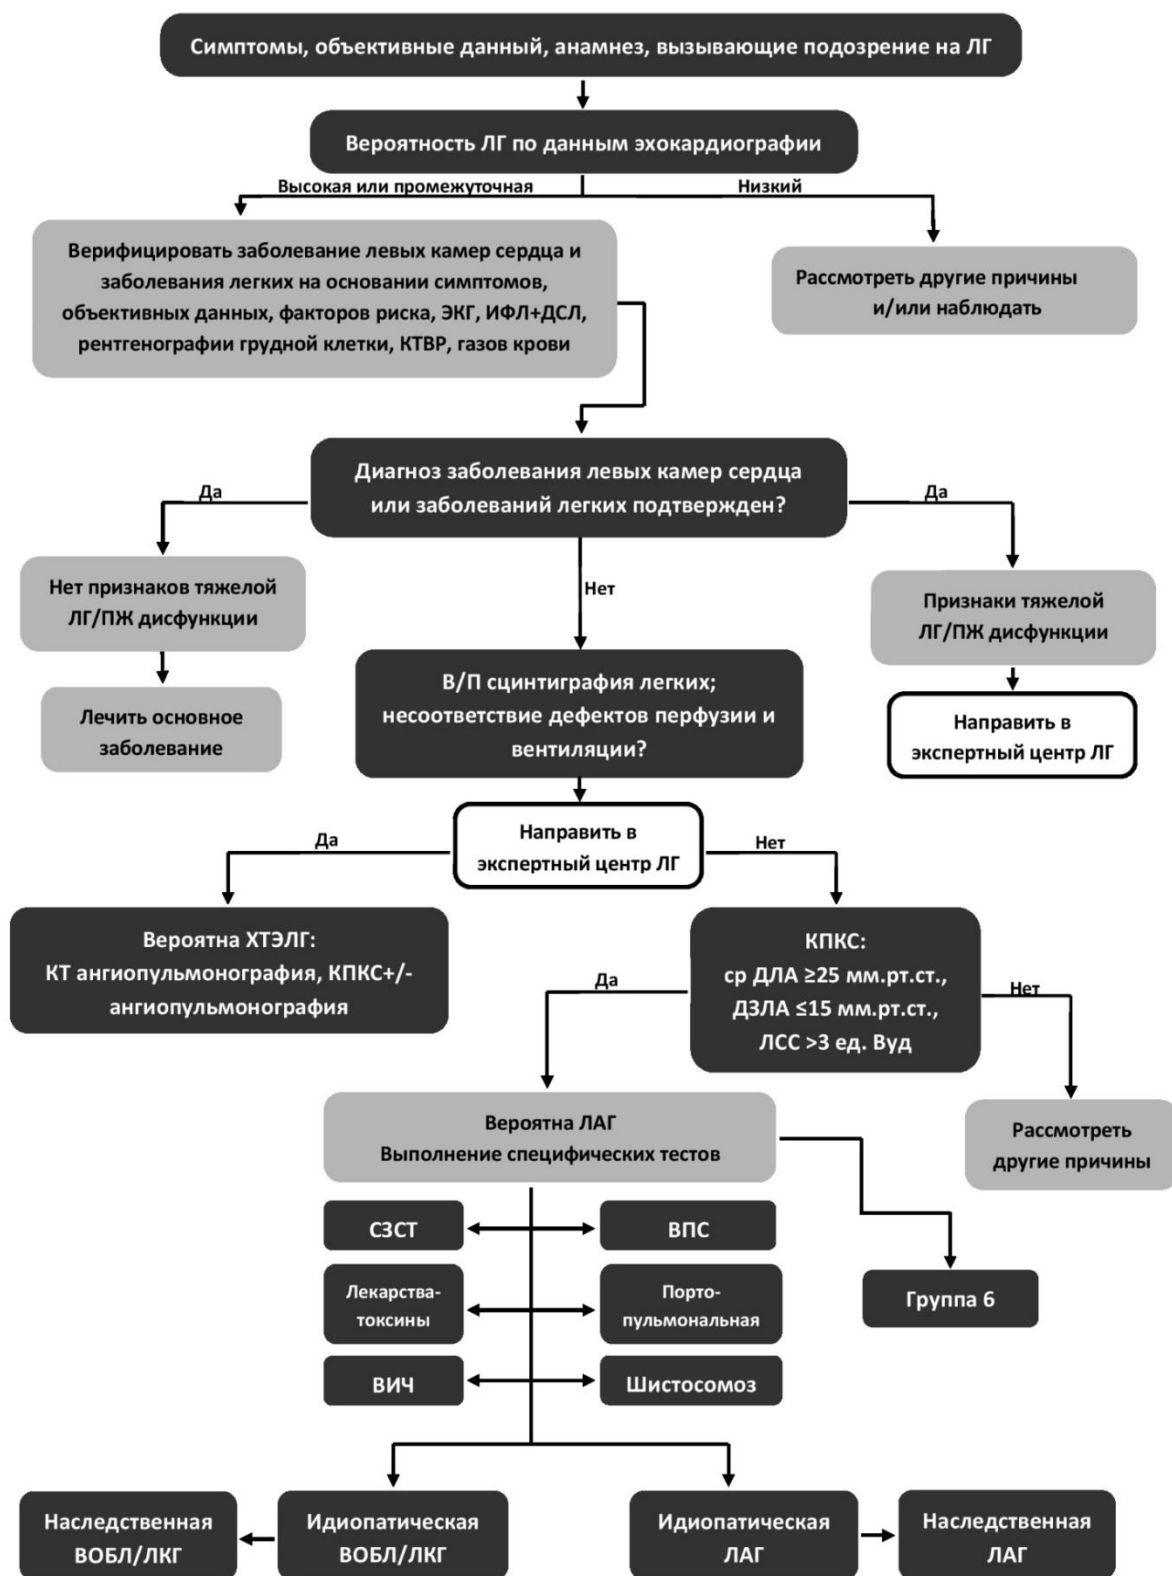 Симптомы, объективные данный, анамнез, вызывающие подозрение на ЛГ
Вероятность ЛГ по данным эхокардиографии
Высокая или промежуточная
Низкий
Верифицировать заболевание левых камер сердца и
заболевания легких на основании симптомов,
объективных данных, факторов риска, ЭКГ, ИФЛ+ДСЛ,
рентгенографии грудной клетки, КТВР, газов крови
Рассмотреть другие причины
и/или наблюдать
Диагноз заболевания левых камер сердца
или заболеваний легких подтвержден?
Да
Да
Нет признаков тяжелой
ЛГ/ПЖ дисфункции
Нет
Признаки тяжелой
ЛГ/ПЖ дисфункции
Лечить основное
заболевание
В/П сцинтиграфия легких;
несоответствие дефектов перфузии и
вентиляции?
Направить в
экспертный центр ЛГ
Направить в
экспертный центр ЛГ
Да
Нет
Вероятна ХТЭЛГ:
КТ ангиопульмонография, КПКС+/-
ангиопульмонография
КПКС:
ср ДЛА ≥25 мм.рт.ст.,
ДЗЛА ≤15 мм.рт.ст.,
ЛСС >3 ед. Вуд
Да
Нет
Вероятна ЛАГ
Выполнение специфических тестов
Рассмотреть
другие причины
СЗСТ
ВПС
Лекарства-
токсины
Порто-
пульмональная
Группа 6
ВИЧ
Шистосомоз
Наследственная
ВОБЛ/ЛКГ
Идиопатическая
ВОБЛ/ЛКГ
Идиопатическая
ЛАГ
Наследственная
ЛАГ